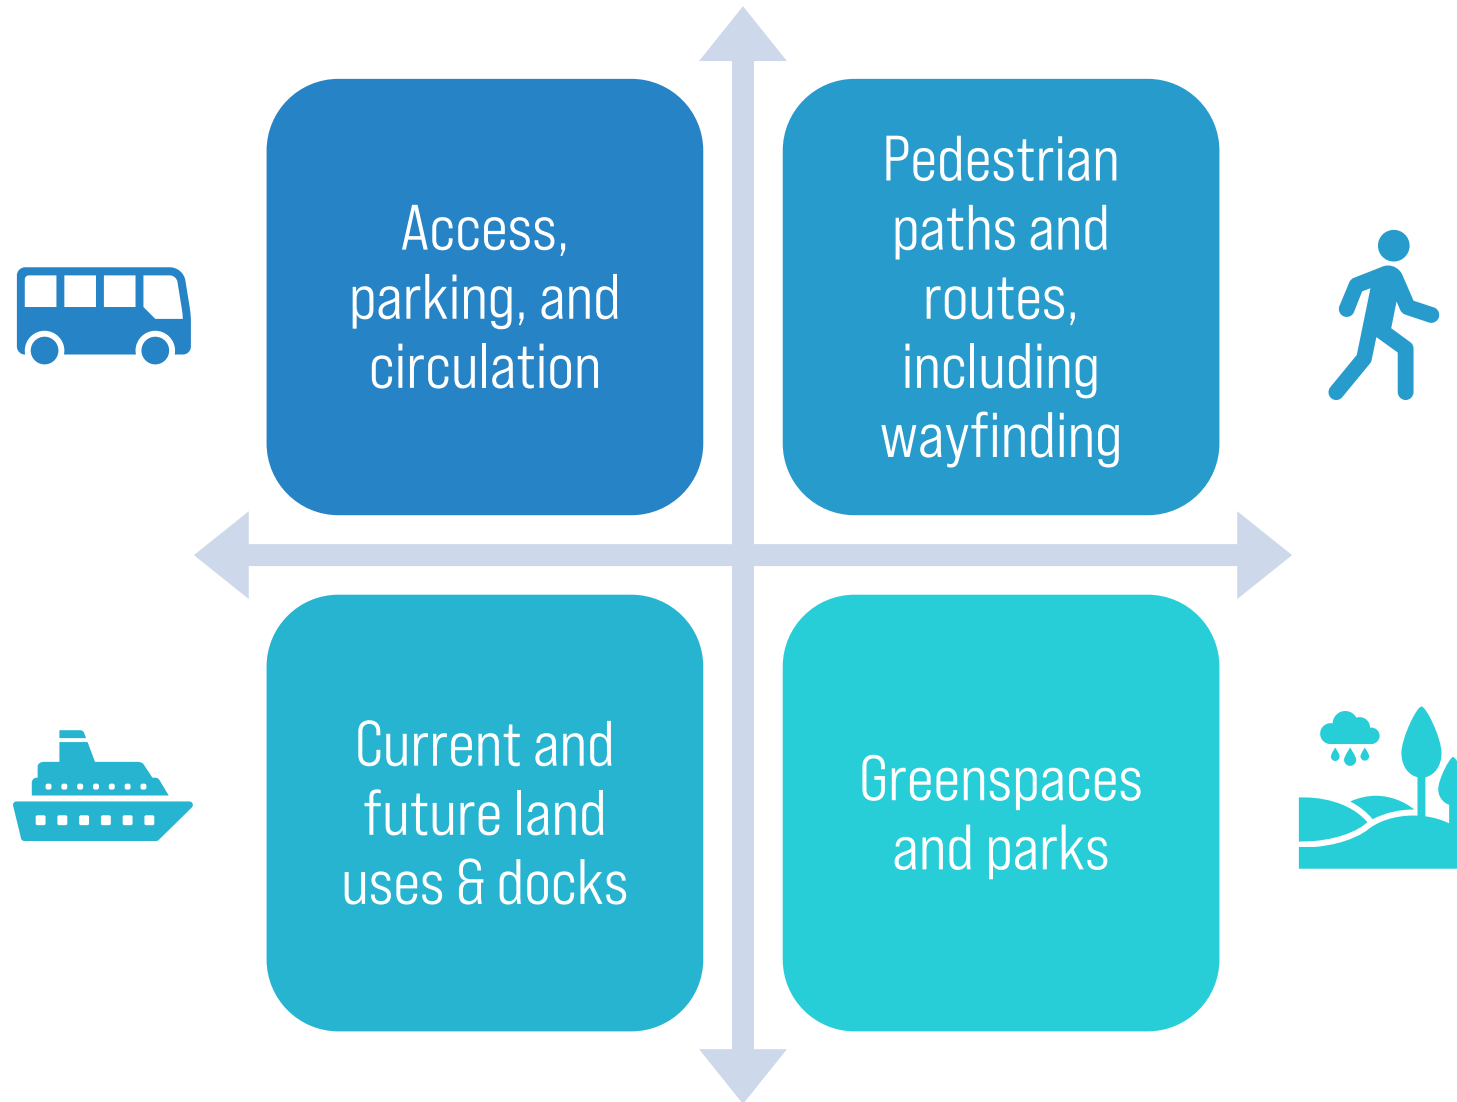 Access,
parking, and
circulation
Pedestrian
paths and
routes,
including
wayfinding
Current and
future land
uses & docks
Greenspaces
and parks